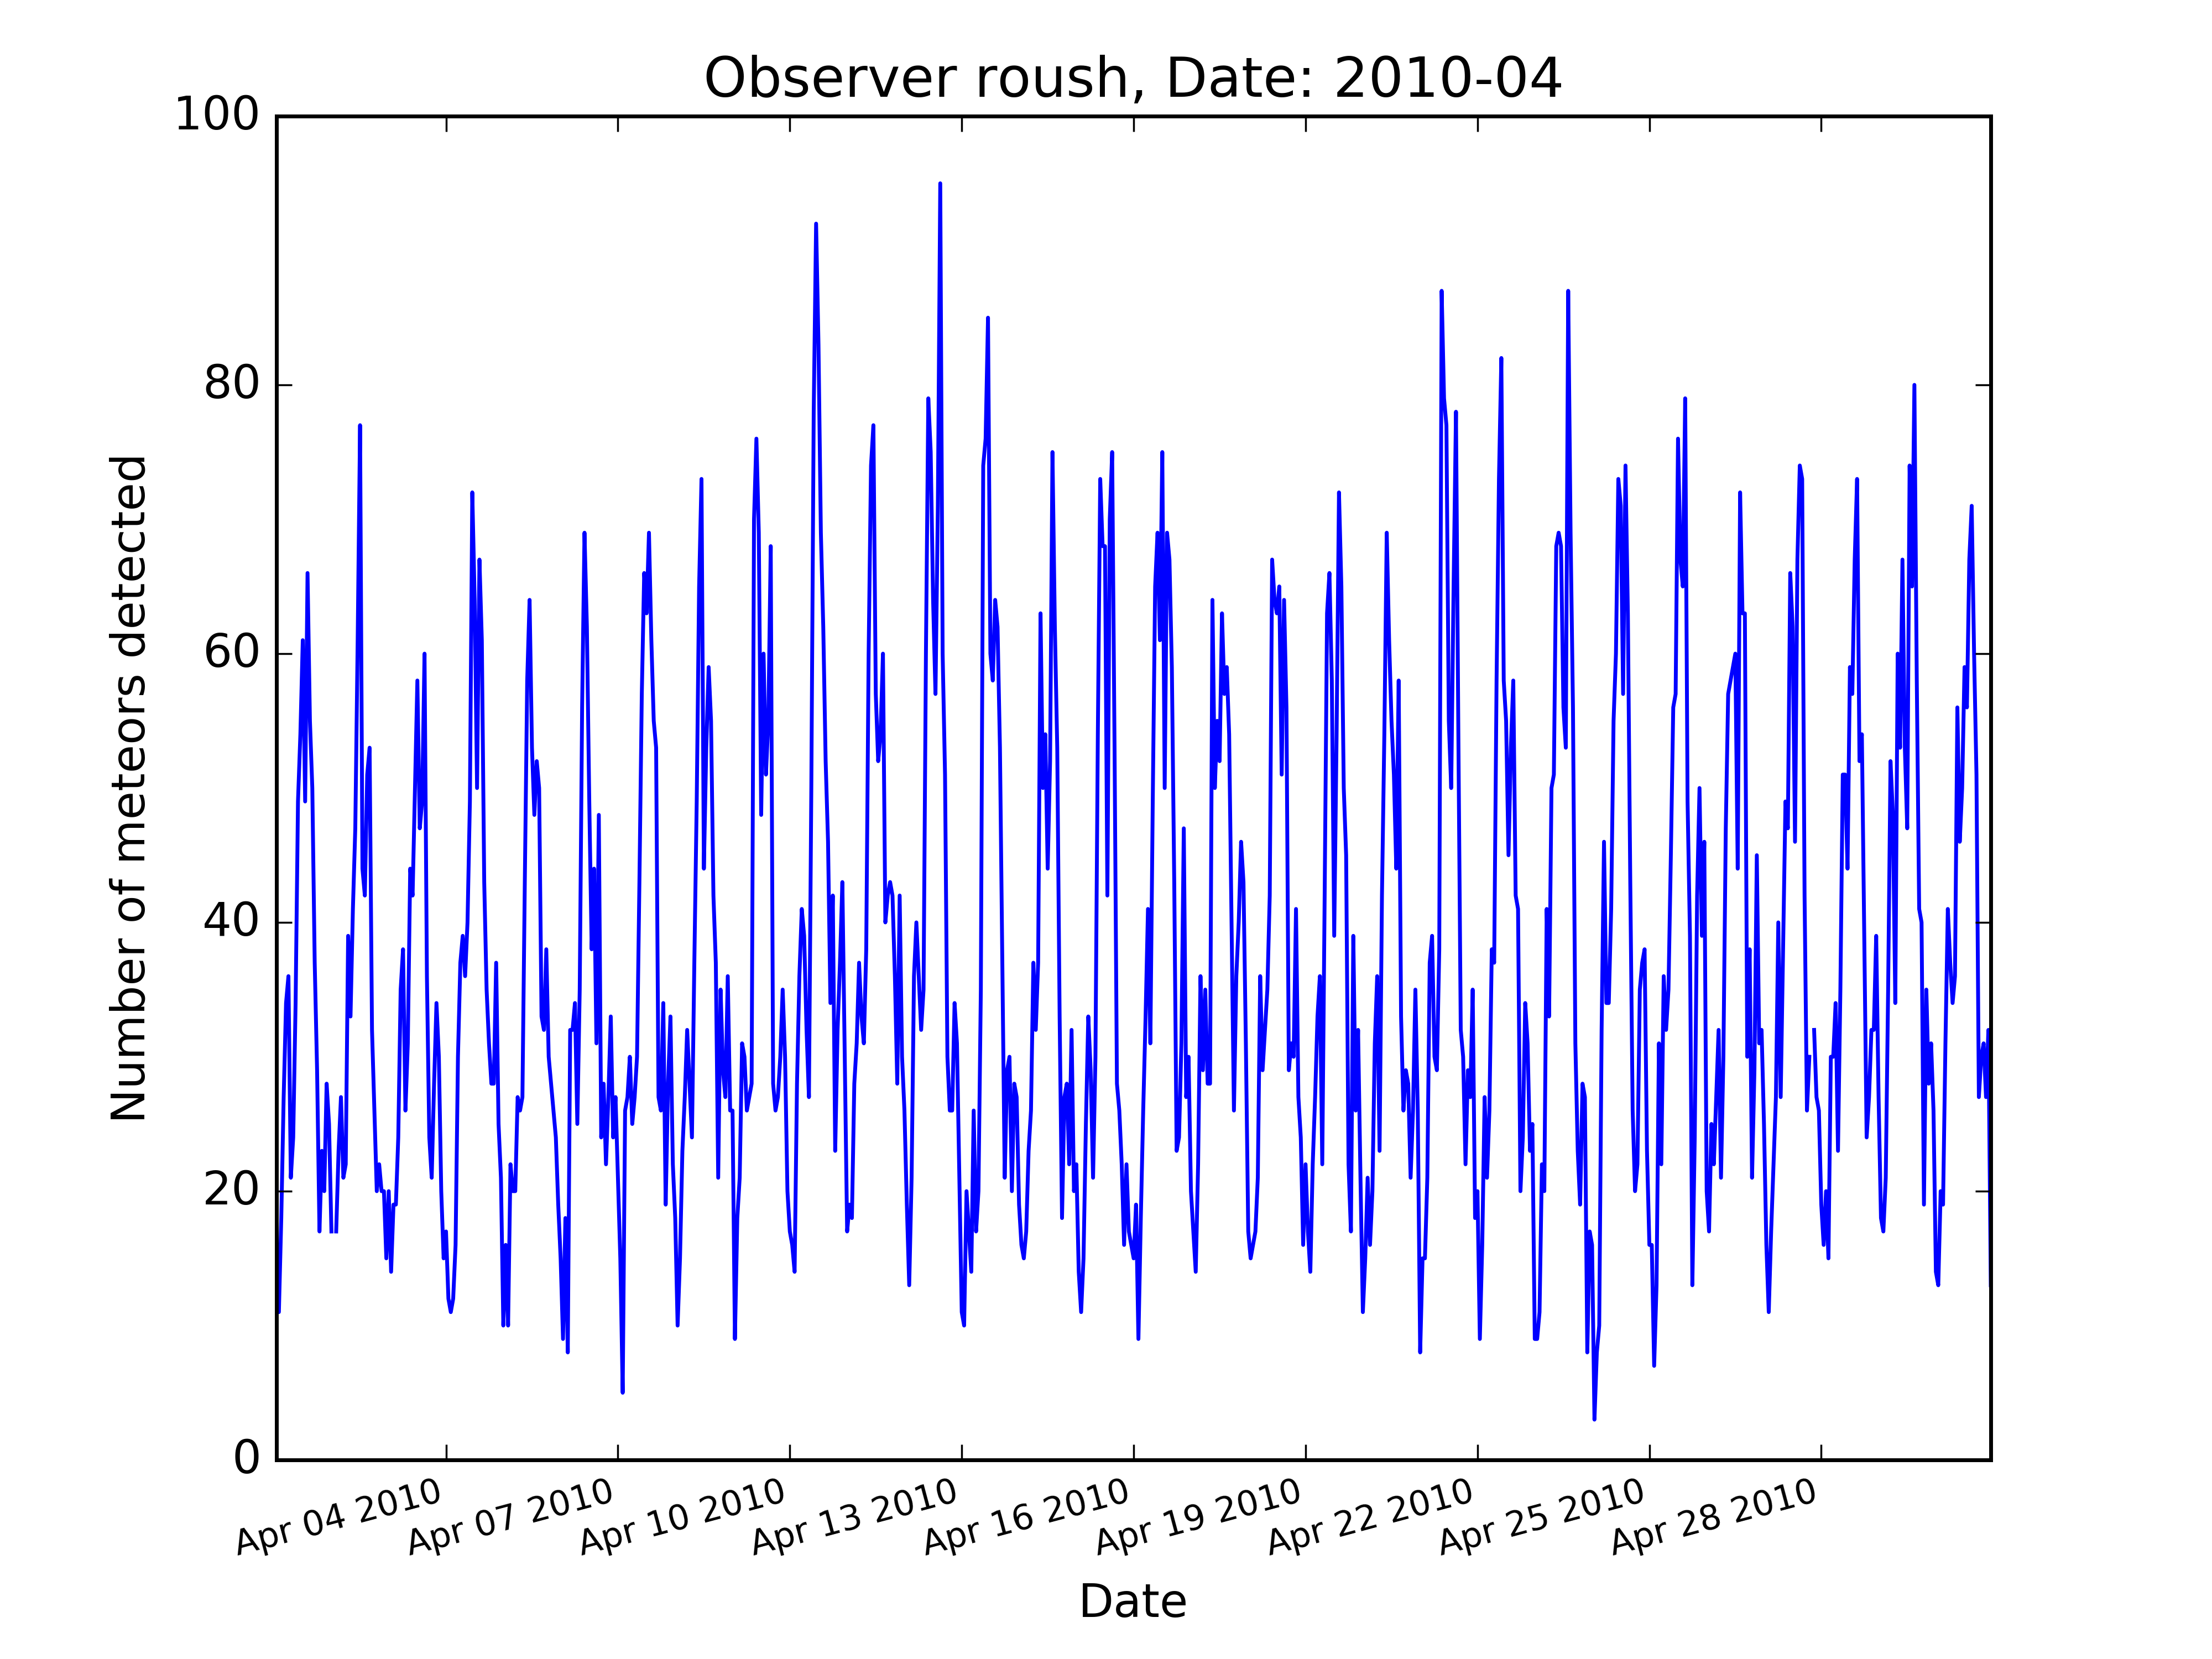 Observer roush, Date: 2010-04
100
80
60
40
20
0
Number of meteors detected
Apr 04 2010
Apr 07 2010
Apr 10 2010
Apr 13 2010
Apr 16 2010
Apr 19 2010
Apr 22 2010
Apr 25 2010
Apr 28 2010
Date